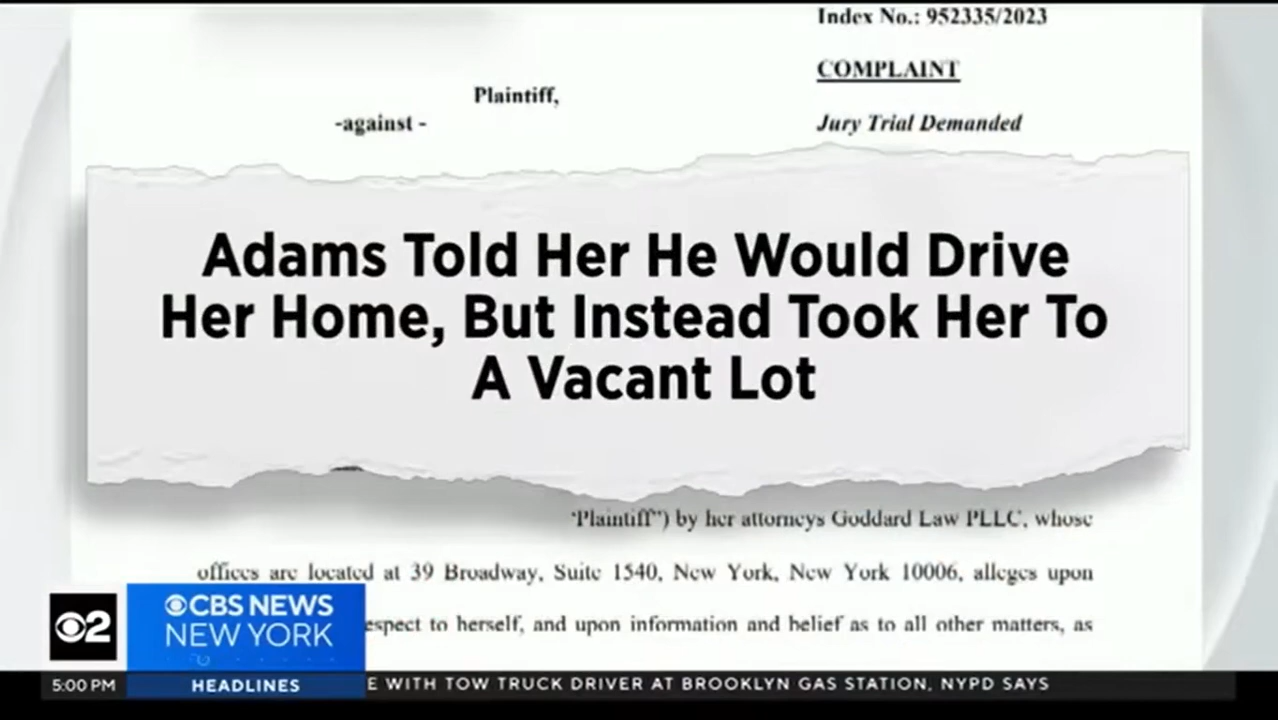 Index No.: 952335/2023
COMPLAINT
Plaintiff,
-against -
Jury Trial Demanded
Adams Told Her He Would Drive
Her Home, But Instead Took Her To
A Vacant Lot
"Plaintiff") by her attorneys Goddard Law PLLC, whose
offices are located at 39 Broadway, Suite 1540, New York, New York 10006, alleges upon
espect to herself, and upon information and belief as to all other matters, as
2
CBS NEWS
NEW YORK
5:00 PM
HEADLINES
E WITH TOW TRUCK DRIVER AT BROOKLYN GAS STATION, NYPD SAYS